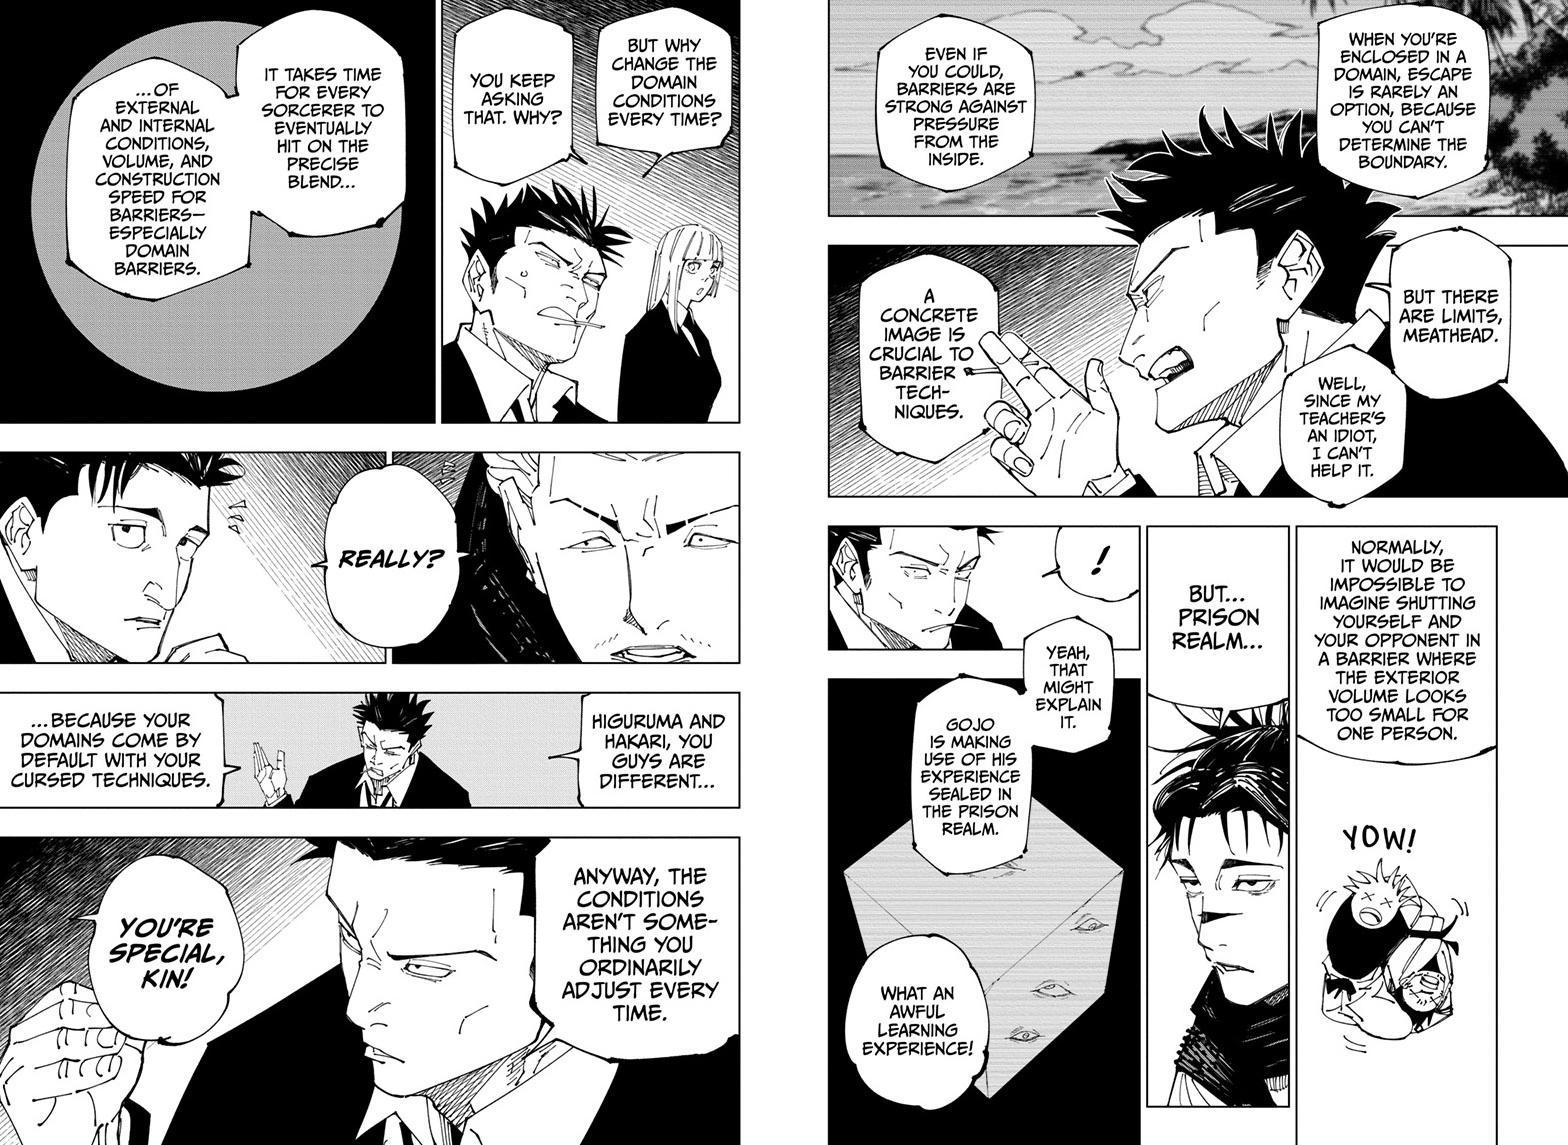 WHEN YOU'RE
ENCLOSED IN A
DOMAIN, ESCAPE
IS RARELY AN
OPTION, BECAUSE
YOU CAN'T
DETERMINE THE
BOUNDARY.
EVEN IF
YOU COULD,
BARRIERS ARE
STRONG AGAINST
PRESSURE
FROM THE
INSIDE.
BUT THERE
ARE LIMITS,
MEATHEAD.
WELL,
SINCE MY
TEACHER'S
AN IDIOT,
I CAN'T
HELP IT.
A
CONCRETE
IMAGE IS
CRUCIAL TO
BARRIER
TECH-
NIQUES.
NORMALLY,
IT WOULD BE
IMPOSSIBLE TO
IMAGINE SHUTTING
YOURSELF AND
YOUR OPPONENT IN
A BARRIER WHERE
THE EXTERIOR
VOLUME LOOKS
TOO SMALL FOR
ONE PERSON.
YOW!
BUT...
PRISON
REALM...
!
YEAH,
THAT
MIGHT
EXPLAIN
IT.
GOJO
IS MAKING
USE OF HIS
EXPERIENCE
SEALED IN
THE PRISON
REALM.
WHAT AN
AWFUL
LEARNING
EXPERIENCE!
BUT WHY
CHANGE THE
DOMAIN
CONDITIONS
EVERY TIME?
YOU KEEP
ASKING
THAT. WHY?
IT TAKES TIME
FOR EVERY
SORCERER TO
EVENTUALLY
HIT ON THE
PRECISE
BLEND...
...OF
EXTERNAL
AND INTERNAL
CONDITIONS,
VOLUME, AND
CONSTRUCTION
SPEED FOR
BARRIERS—
ESPECIALLY
DOMAIN
BARRIERS.
REALLY?
HIGURUMA AND
HAKARI, YOU
GUYS ARE
DIFFERENT...
...BECAUSE YOUR
DOMAINS COME BY
DEFAULT WITH YOUR
CURSED TECHNIQUES.
ANYWAY, THE
CONDITIONS
AREN'T SOME-
THING YOU
ORDINARILY
ADJUST EVERY
TIME.
YOU'RE
SPECIAL,
KIN!